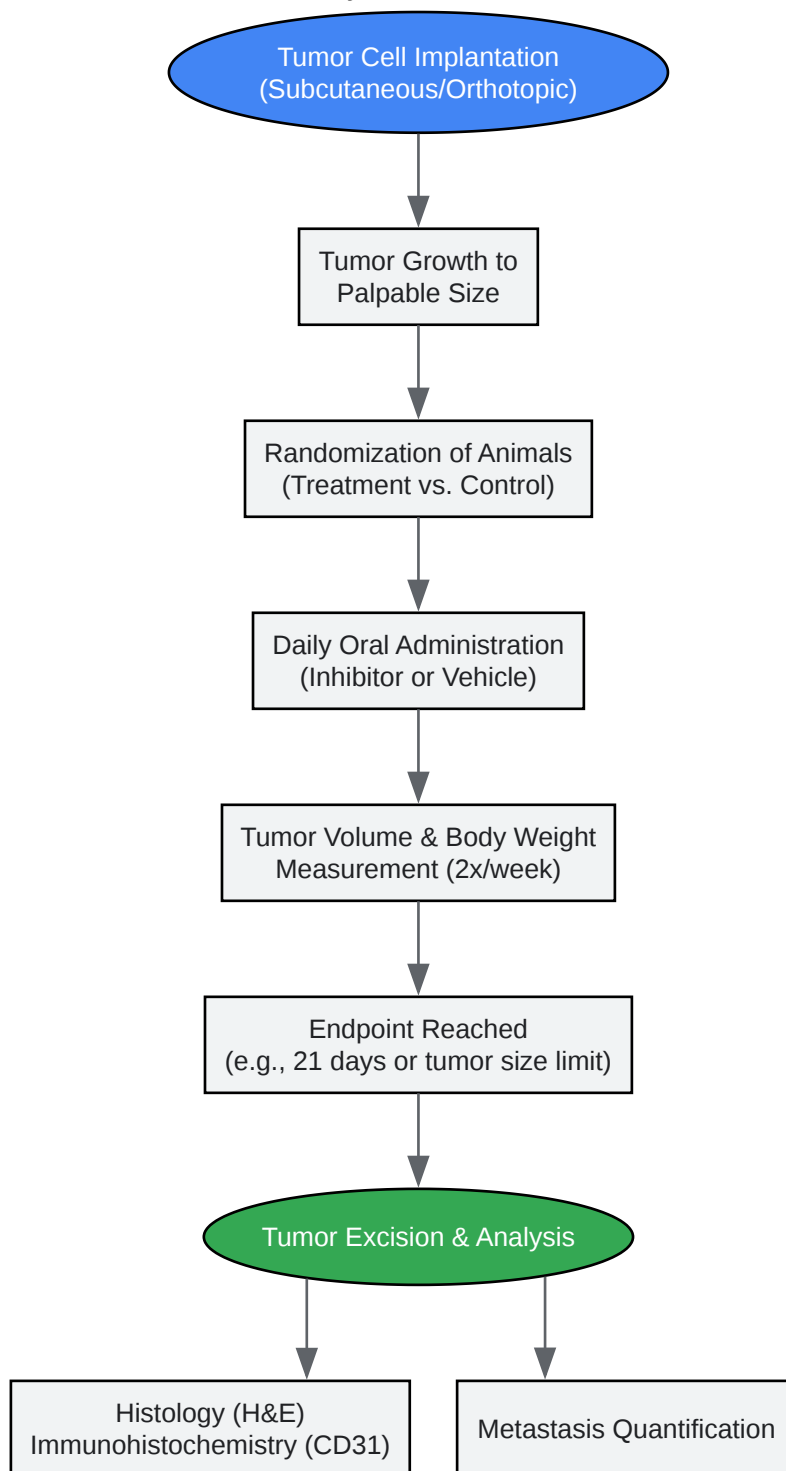 Tumor Cell Implantation
(Subcutaneous/Orthotopic)
Tumor Growth to
Palpable Size
Randomization of Animals
(Treatment vs. Control)
Daily Oral Administration
(Inhibitor or Vehicle)
Tumor Volume & Body Weight
Measurement (2x/week)
Endpoint Reached
(e.g., 21 days or tumor size limit)
Tumor Excision & Analysis
Histology (H&E)
Immunohistochemistry (CD31)
Metastasis Quantification